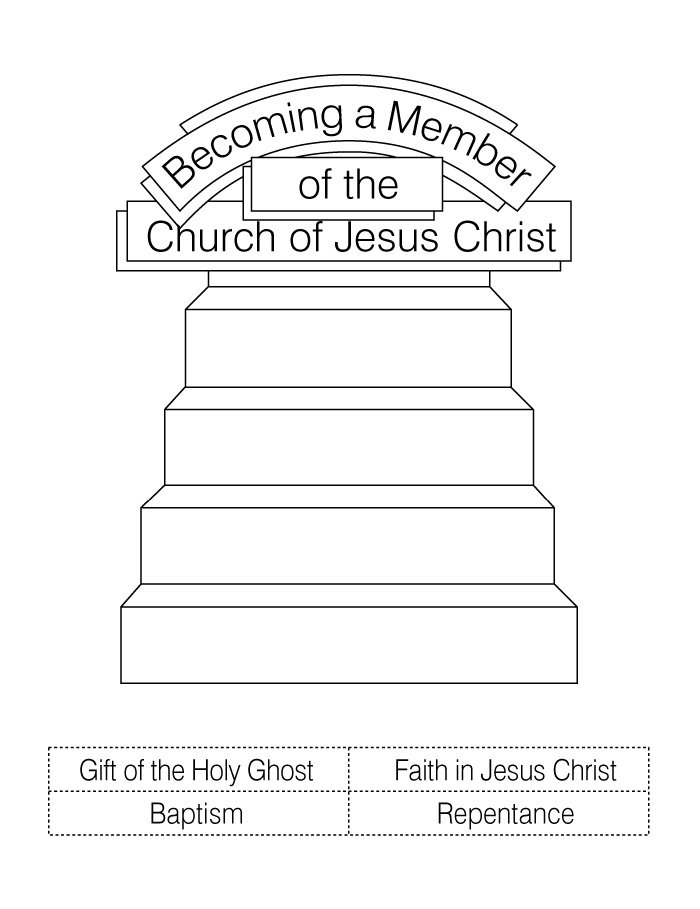 Becoming a Member
of the
Church of Jesus Christ
Gift of the Holy Ghost
Faith in Jesus Christ
Baptism
Repentance